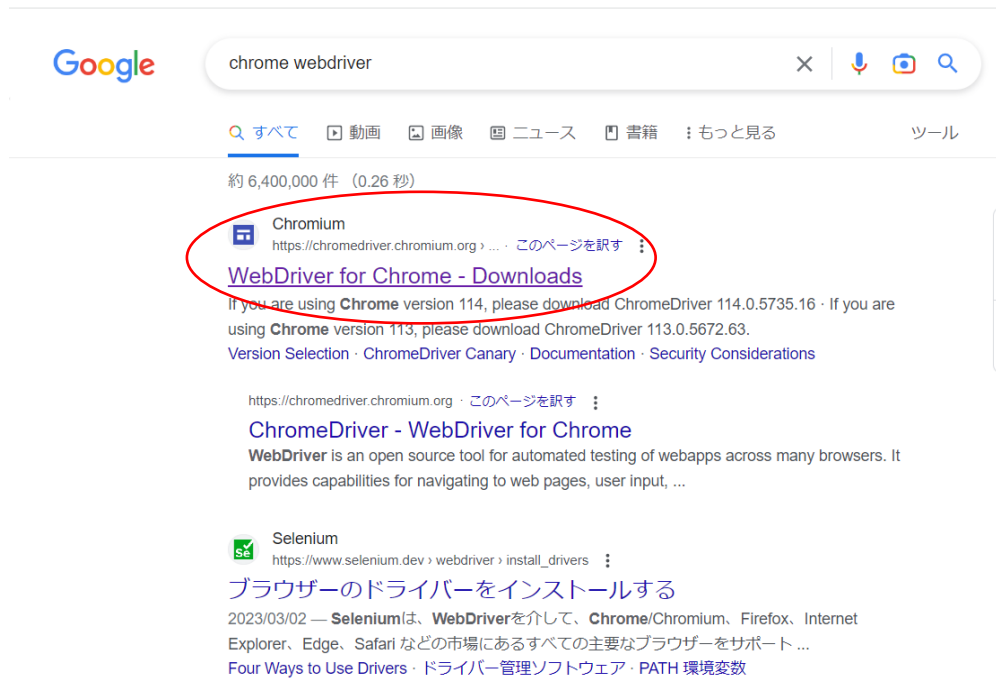 Google
chrome webdriver
すべて 動画 画像 ニュース 書籍 もっと見る ツール
約 6,400,000 件 （0.26 秒）
Chromium
https://chromedriver.chromium.org › ... · このページを訳す
WebDriver for Chrome - Downloads
If you are using Chrome version 114, please download ChromeDriver 114.0.5735.16 · If you are
using Chrome version 113, please download ChromeDriver 113.0.5672.63.
Version Selection · ChromeDriver Canary · Documentation · Security Considerations
https://chromedriver.chromium.org · このページを訳す
ChromeDriver - WebDriver for Chrome
WebDriver is an open source tool for automated testing of webapps across many browsers. It
provides capabilities for navigating to web pages, user input, ...
Se
Selenium
https://www.selenium.dev › webdriver › install_drivers
ブラウザーのドライバーをインストールする
2023/03/02 — Seleniumは、WebDriverを介して、Chrome/Chromium、Firefox、Internet
Explorer、Edge、Safari などの市場にあるすべての主要なブラウザーをサポート ...
Four Ways to Use Drivers · ドライバー管理ソフトウェア · PATH 環境変数